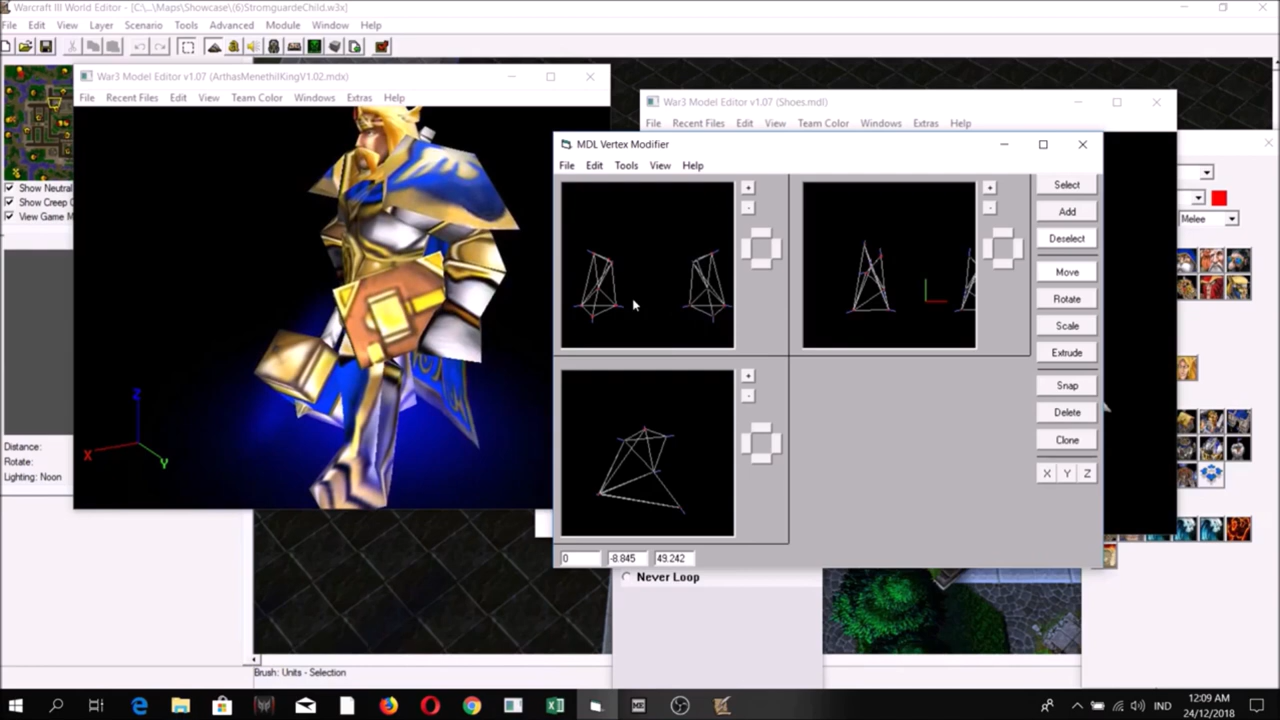 Warcraft III World Editor - [C:\...\Maps\Showcase\(6)StromguardeChild.w3x]
File Edit View Layer Scenario Tools Advanced Module Window Help
War3 Model Editor v1.07 (ArthasMenethilKingV1.02.mdx)
File Recent Files Edit View Team Color Windows Extras Help
War3 Model Editor v1.07 (Shoes.mdl)
File Recent Files Edit View Team Color Windows Extras Help
MDL Vertex Modifier
File Edit Tools View Help
+
-
+
-
+
-
Select
Add
Deselect
Move
Rotate
Scale
Extrude
Snap
Delete
Clone
X Y Z
0 -8.845 49.242
Show Neutral
Show Creep C
View Game M
Distance:
Rotate:
Lighting: Noon
Melee
Z
X
Y
Never Loop
Brush: Units - Selection
IND
12:09 AM
24/12/2018